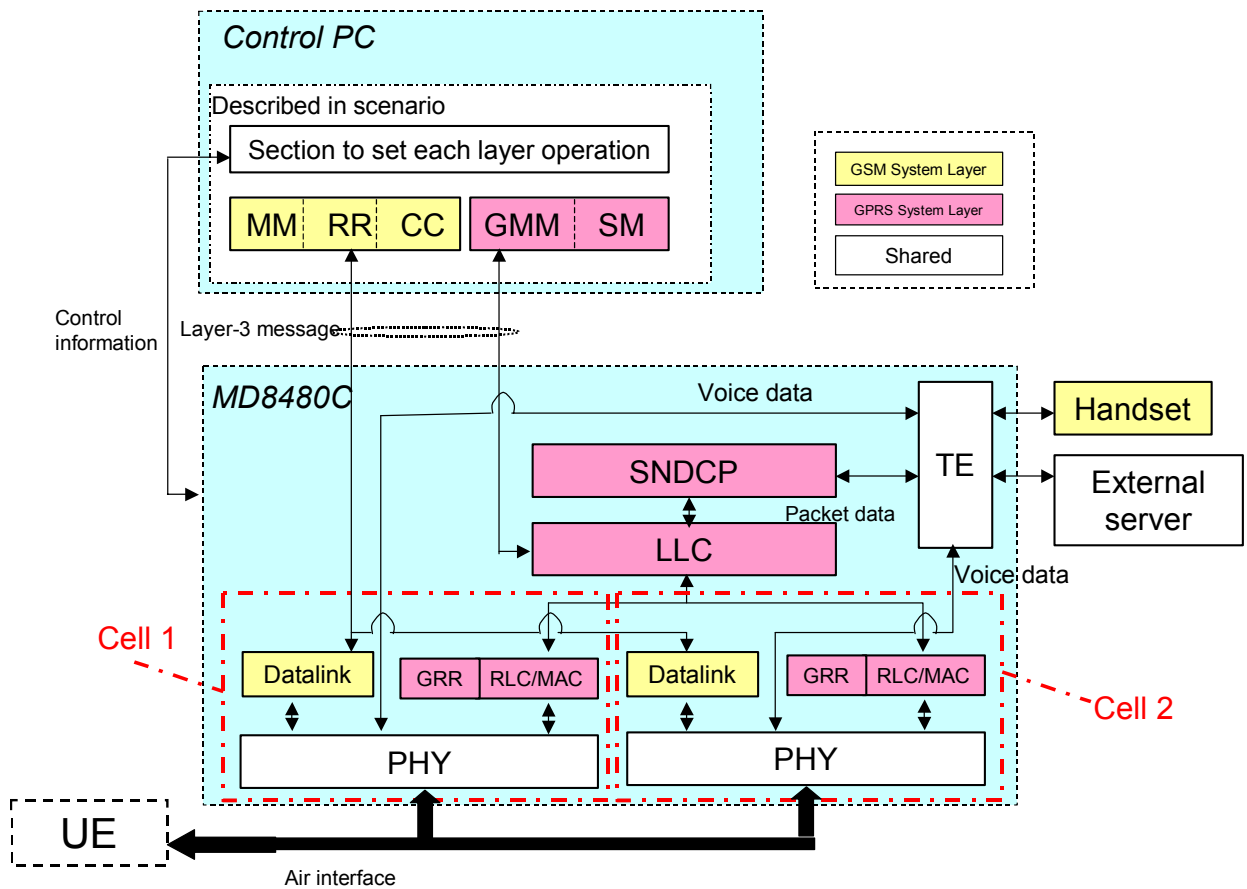 Control PC
Described in scenario
Section to set each layer operation
MM RR CC
GMM SM
GSM System Layer
GPRS System Layer
Shared
Control
information
Layer-3 message
MD8480C
Voice data
TE
Handset
SNDCP
External
server
Packet data
LLC
Voice data
Cell 1
Datalink
GRR RLC/MAC
Datalink
GRR RLC/MAC
Cell 2
PHY
PHY
UE
Air interface